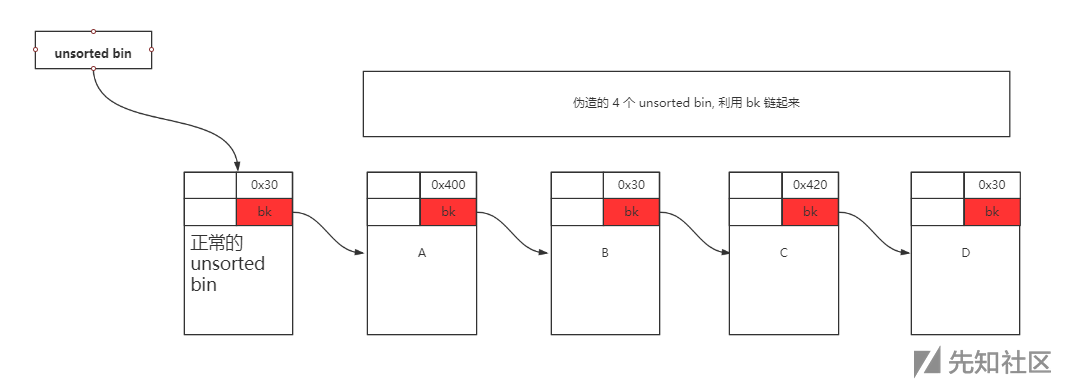 unsorted bin
伪造的 4 个 unsorted bin, 利用 bk 链起来
0x30
0x400
0x30
0x420
0x30
bk
bk
bk
bk
bk
正常的
unsorted
bin
A
B
C
D
先知社区